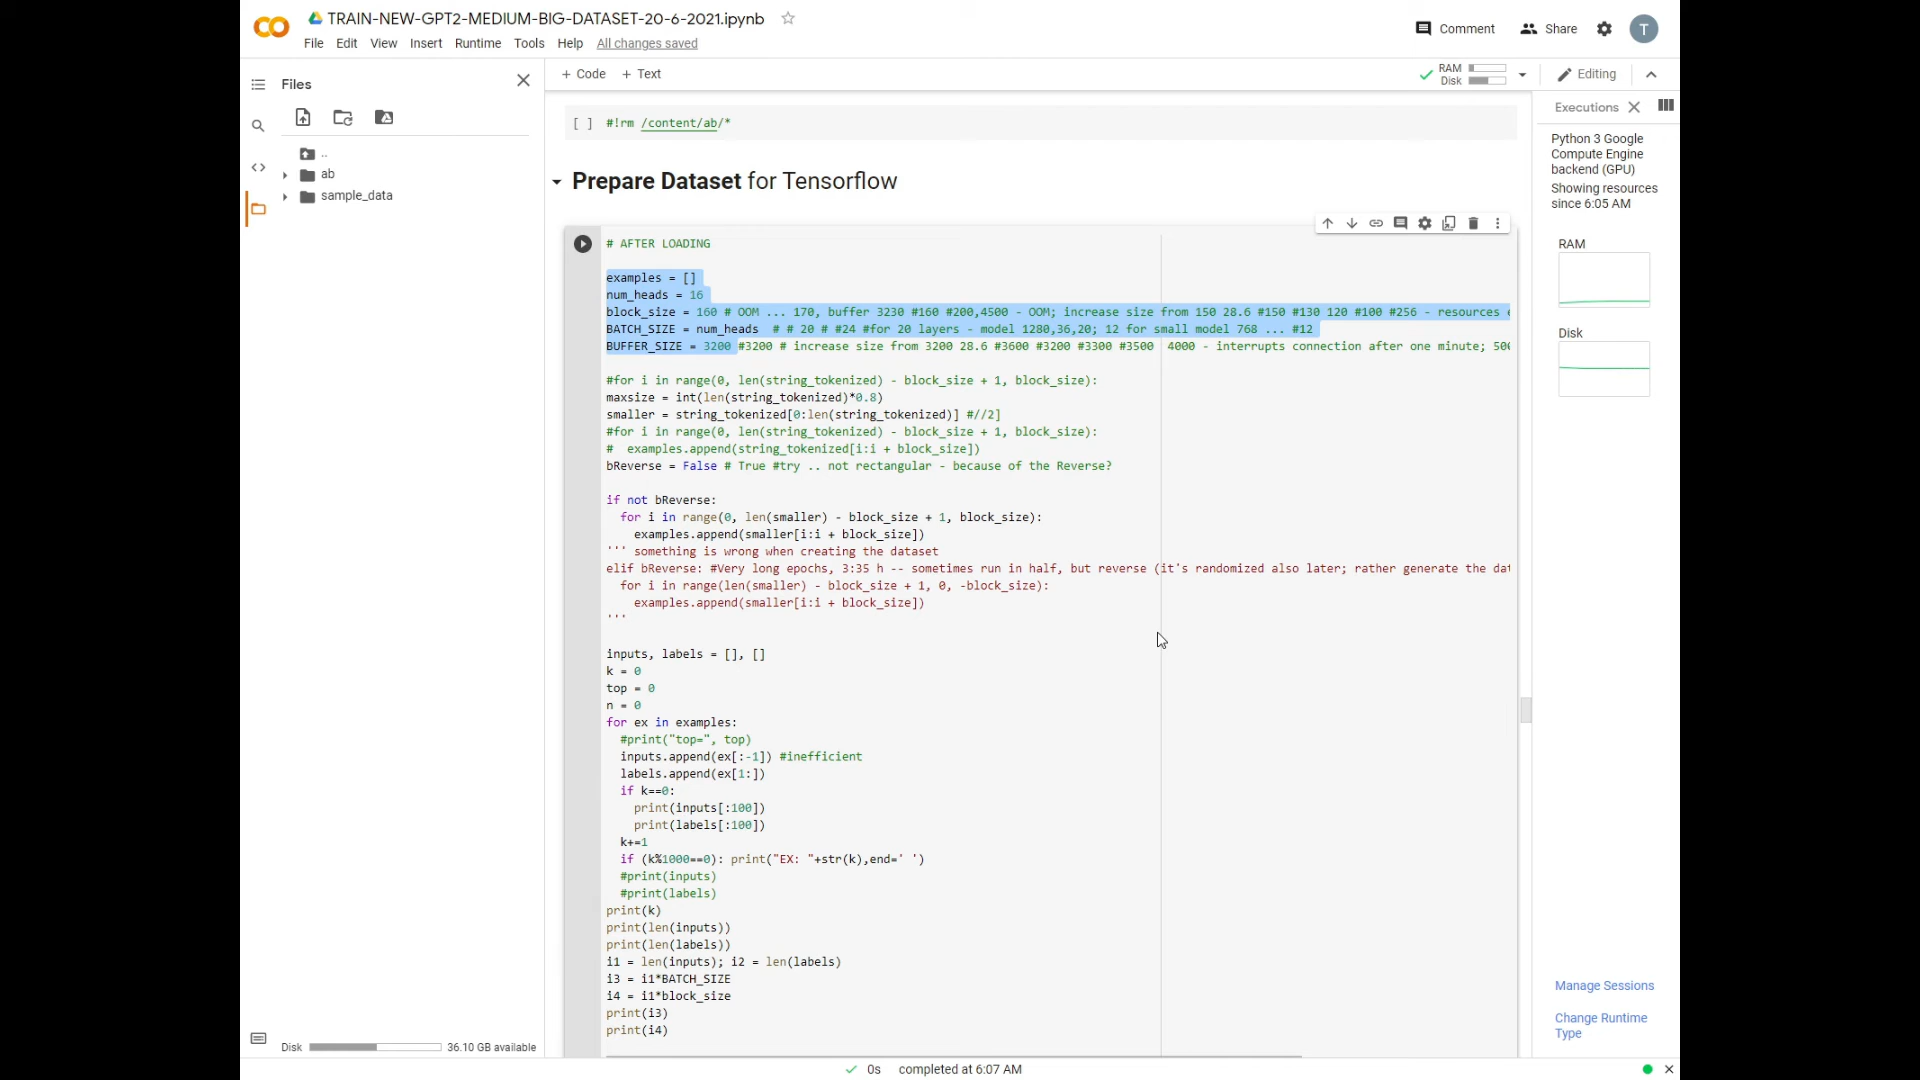 TRAIN-NEW-GPT2-MEDIUM-BIG-DATASET-20-6-2021.ipynb
File Edit View Insert Runtime Tools Help All changes saved
Comment Share T
Files
+ Code + Text
RAM
Disk
Editing
..
ab
sample_data
Disk 36.10 GB available
[ ] #!rm /content/ab/*
Prepare Dataset for Tensorflow
# AFTER LOADING
examples = []
num_heads = 16
block_size = 160 # OOM ... 170, buffer 3230 #160 #200,4500 - OOM; increase size from 150 28.6 #150 #130 120 #100 #256 - resources
BATCH_SIZE = num_heads # # 20 # #24 #for 20 layers - model 1280,36,20; 12 for small model 768 ... #12
BUFFER_SIZE = 3200 #3200 # increase size from 3200 28.6 #3600 #3200 #3300 #3500 4000 - interrupts connection after one minute;
#for i in range(0, len(string_tokenized) - block_size + 1, block_size):
maxsize = int(len(string_tokenized)*0.8)
smaller = string_tokenized[0:len(string_tokenized)] #//2]
#for i in range(0, len(string_tokenized) - block_size + 1, block_size):
# examples.append(string_tokenized[i:i + block_size])
bReverse = False # True #try .. not rectangular - because of the Reverse?
if not bReverse:
for i in range(0, len(smaller) - block_size + 1, block_size):
examples.append(smaller[i:i + block_size])
''' something is wrong when creating the dataset
elif bReverse: #Very long epochs, 3:35 h -- sometimes run in half, but reverse (it's randomized also later; rather generate the
for i in range(len(smaller) - block_size + 1, 0, -block_size):
examples.append(smaller[i:i + block_size])
'''
inputs, labels = [], []
k = 0
top = 0
n = 0
for ex in examples:
#print("top=", top)
inputs.append(ex[:-1]) #inefficient
labels.append(ex[1:])
if k==0:
print(inputs[:100])
print(labels[:100])
k+=1
if (k%1000==0): print("EX: "+str(k),end=' ')
#print(inputs)
#print(labels)
print(k)
print(len(inputs))
print(len(labels))
i1 = len(inputs); i2 = len(labels)
i3 = i1*BATCH_SIZE
i4 = i1*block_size
print(i3)
print(i4)
Executions
Python 3 Google
Compute Engine
backend (GPU)
Showing resources
since 6:05 AM
RAM
Disk
Manage Sessions
Change Runtime
Type
0s completed at 6:07 AM